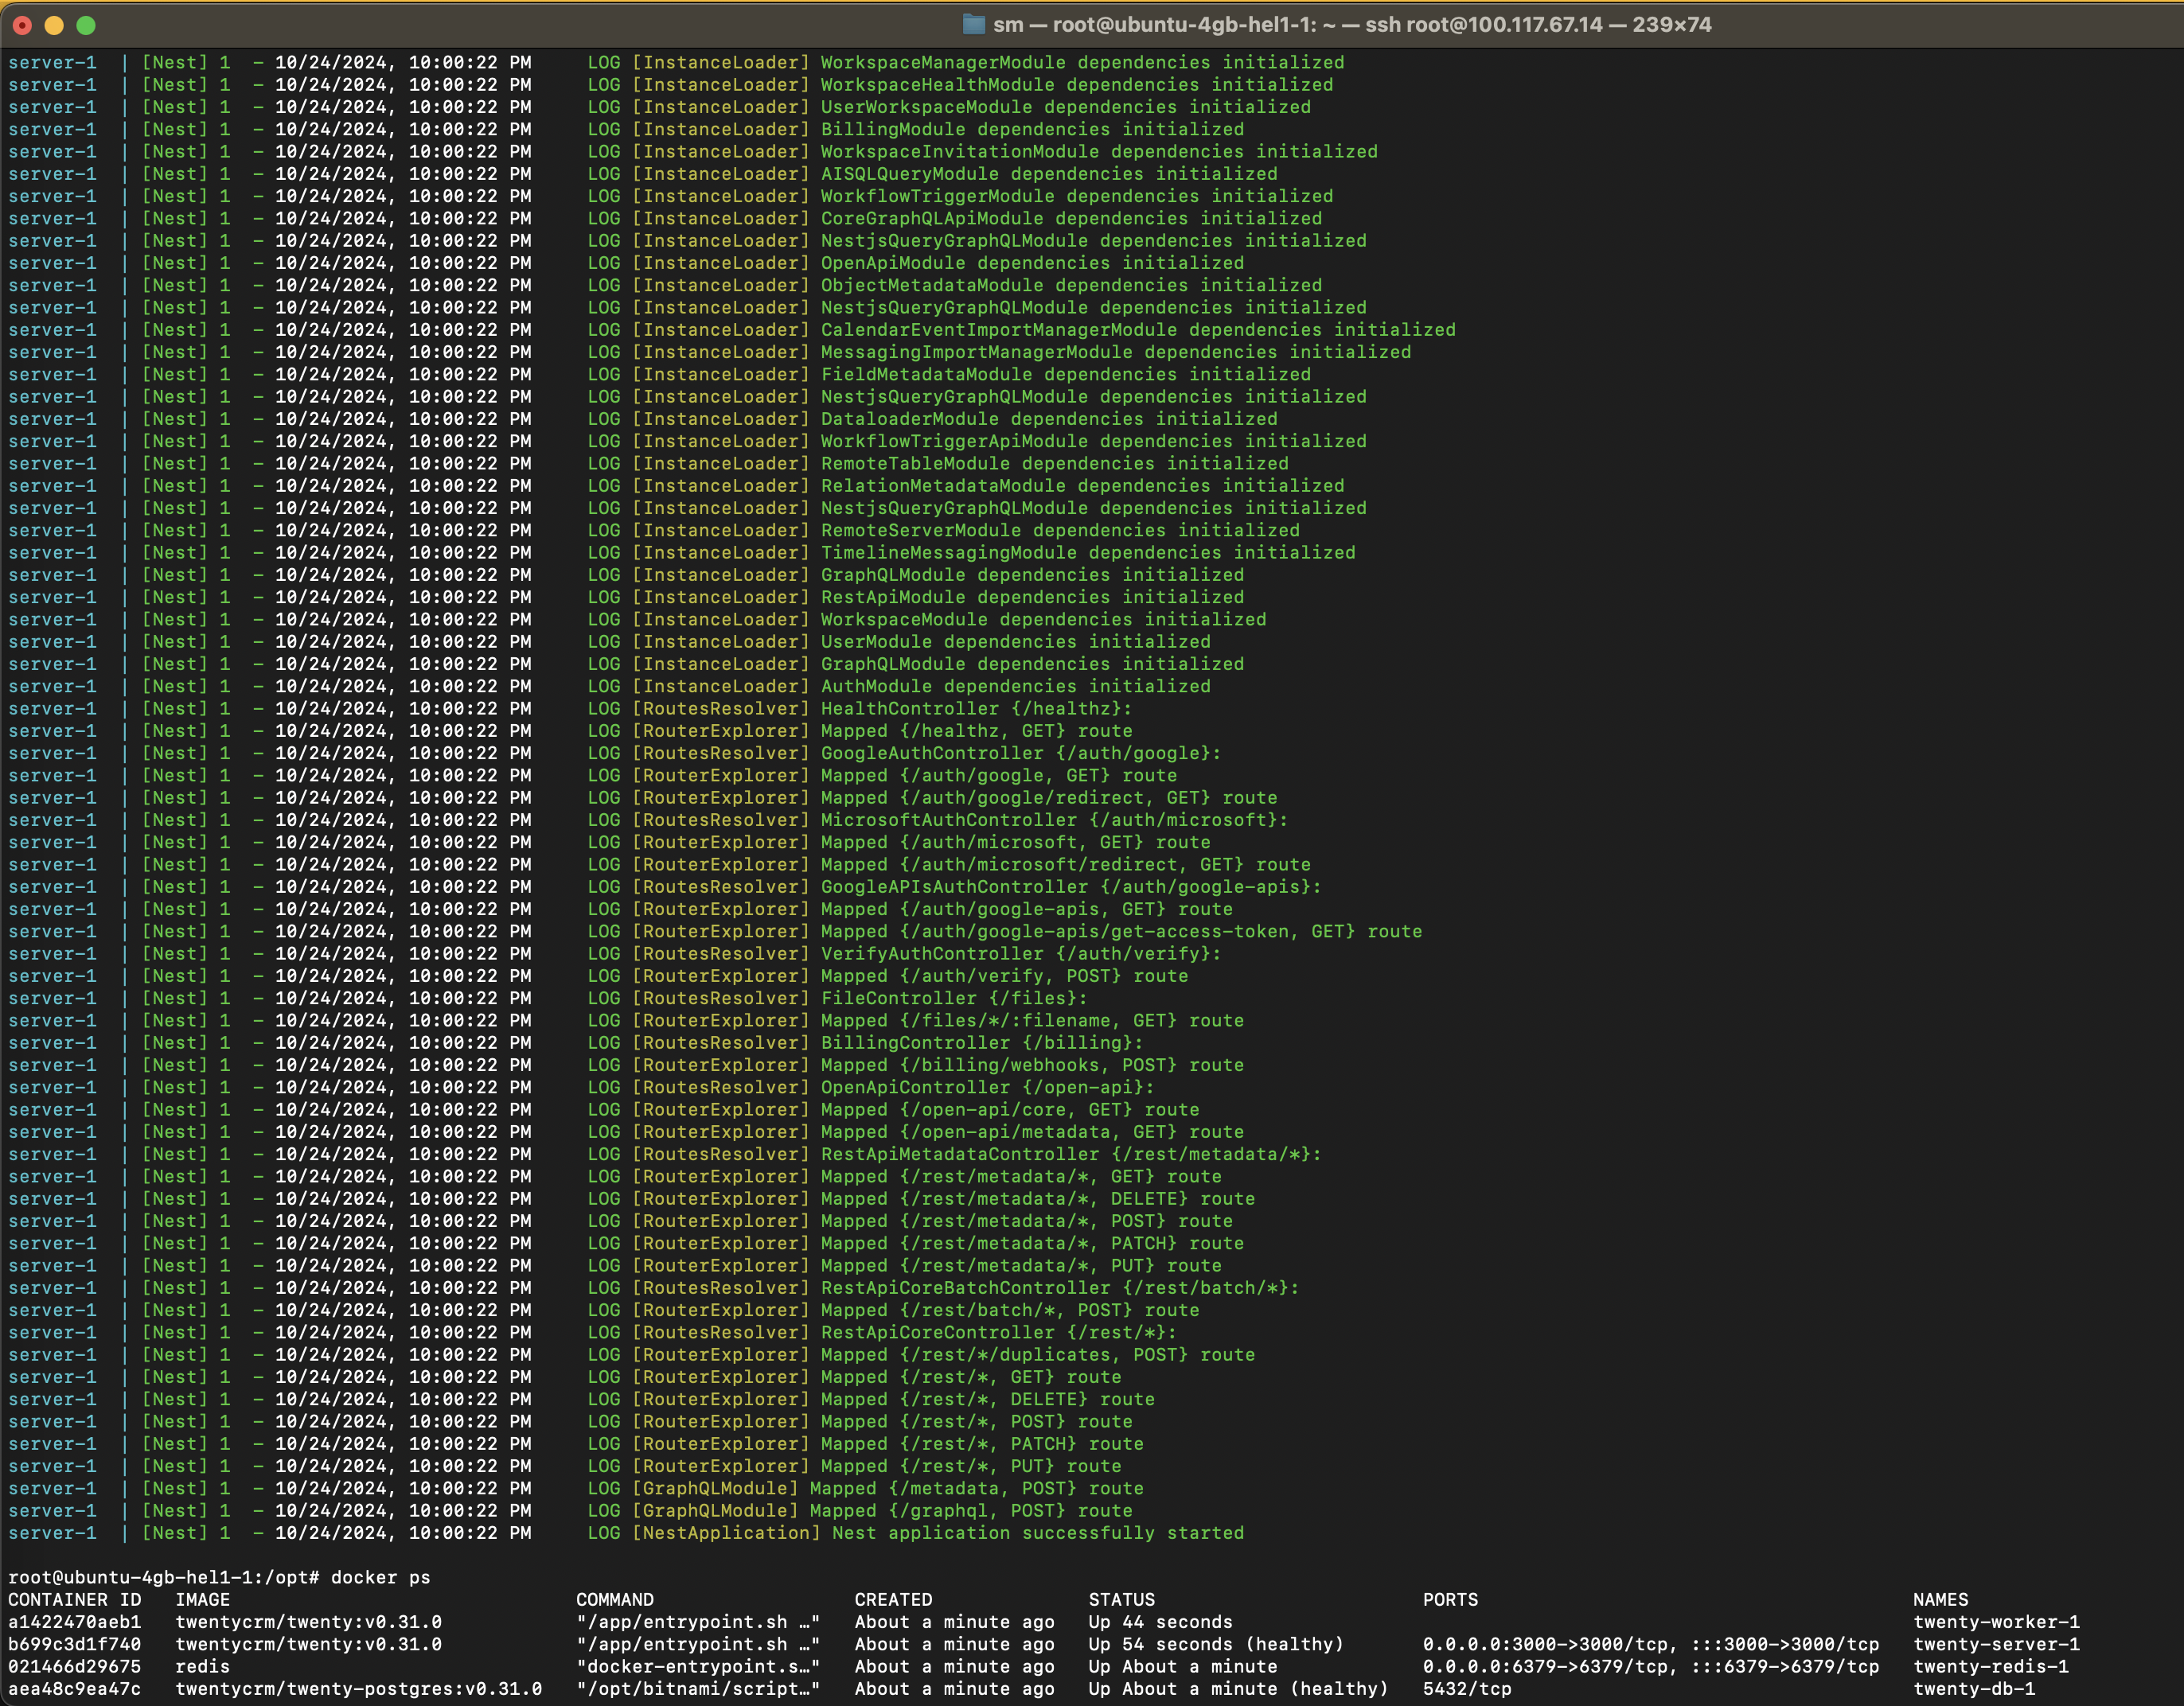 sm — root@ubuntu-4gb-hel1-1: ~ — ssh root@100.117.67.14 — 239×74
server-1  | [Nest] 1  - 10/24/2024, 10:00:22 PM     LOG [InstanceLoader] WorkspaceManagerModule dependencies initialized
server-1  | [Nest] 1  - 10/24/2024, 10:00:22 PM     LOG [InstanceLoader] WorkspaceHealthModule dependencies initialized
server-1  | [Nest] 1  - 10/24/2024, 10:00:22 PM     LOG [InstanceLoader] UserWorkspaceModule dependencies initialized
server-1  | [Nest] 1  - 10/24/2024, 10:00:22 PM     LOG [InstanceLoader] BillingModule dependencies initialized
server-1  | [Nest] 1  - 10/24/2024, 10:00:22 PM     LOG [InstanceLoader] WorkspaceInvitationModule dependencies initialized
server-1  | [Nest] 1  - 10/24/2024, 10:00:22 PM     LOG [InstanceLoader] AISQLQueryModule dependencies initialized
server-1  | [Nest] 1  - 10/24/2024, 10:00:22 PM     LOG [InstanceLoader] WorkflowTriggerModule dependencies initialized
server-1  | [Nest] 1  - 10/24/2024, 10:00:22 PM     LOG [InstanceLoader] CoreGraphQLApiModule dependencies initialized
server-1  | [Nest] 1  - 10/24/2024, 10:00:22 PM     LOG [InstanceLoader] NestjsQueryGraphQLModule dependencies initialized
server-1  | [Nest] 1  - 10/24/2024, 10:00:22 PM     LOG [InstanceLoader] OpenApiModule dependencies initialized
server-1  | [Nest] 1  - 10/24/2024, 10:00:22 PM     LOG [InstanceLoader] ObjectMetadataModule dependencies initialized
server-1  | [Nest] 1  - 10/24/2024, 10:00:22 PM     LOG [InstanceLoader] NestjsQueryGraphQLModule dependencies initialized
server-1  | [Nest] 1  - 10/24/2024, 10:00:22 PM     LOG [InstanceLoader] CalendarEventImportManagerModule dependencies initialized
server-1  | [Nest] 1  - 10/24/2024, 10:00:22 PM     LOG [InstanceLoader] MessagingImportManagerModule dependencies initialized
server-1  | [Nest] 1  - 10/24/2024, 10:00:22 PM     LOG [InstanceLoader] FieldMetadataModule dependencies initialized
server-1  | [Nest] 1  - 10/24/2024, 10:00:22 PM     LOG [InstanceLoader] NestjsQueryGraphQLModule dependencies initialized
server-1  | [Nest] 1  - 10/24/2024, 10:00:22 PM     LOG [InstanceLoader] DataloaderModule dependencies initialized
server-1  | [Nest] 1  - 10/24/2024, 10:00:22 PM     LOG [InstanceLoader] WorkflowTriggerApiModule dependencies initialized
server-1  | [Nest] 1  - 10/24/2024, 10:00:22 PM     LOG [InstanceLoader] RemoteTableModule dependencies initialized
server-1  | [Nest] 1  - 10/24/2024, 10:00:22 PM     LOG [InstanceLoader] RelationMetadataModule dependencies initialized
server-1  | [Nest] 1  - 10/24/2024, 10:00:22 PM     LOG [InstanceLoader] NestjsQueryGraphQLModule dependencies initialized
server-1  | [Nest] 1  - 10/24/2024, 10:00:22 PM     LOG [InstanceLoader] RemoteServerModule dependencies initialized
server-1  | [Nest] 1  - 10/24/2024, 10:00:22 PM     LOG [InstanceLoader] TimelineMessagingModule dependencies initialized
server-1  | [Nest] 1  - 10/24/2024, 10:00:22 PM     LOG [InstanceLoader] GraphQLModule dependencies initialized
server-1  | [Nest] 1  - 10/24/2024, 10:00:22 PM     LOG [InstanceLoader] RestApiModule dependencies initialized
server-1  | [Nest] 1  - 10/24/2024, 10:00:22 PM     LOG [InstanceLoader] WorkspaceModule dependencies initialized
server-1  | [Nest] 1  - 10/24/2024, 10:00:22 PM     LOG [InstanceLoader] UserModule dependencies initialized
server-1  | [Nest] 1  - 10/24/2024, 10:00:22 PM     LOG [InstanceLoader] GraphQLModule dependencies initialized
server-1  | [Nest] 1  - 10/24/2024, 10:00:22 PM     LOG [InstanceLoader] AuthModule dependencies initialized
server-1  | [Nest] 1  - 10/24/2024, 10:00:22 PM     LOG [RoutesResolver] HealthController {/healthz}:
server-1  | [Nest] 1  - 10/24/2024, 10:00:22 PM     LOG [RouterExplorer] Mapped {/healthz, GET} route
server-1  | [Nest] 1  - 10/24/2024, 10:00:22 PM     LOG [RoutesResolver] GoogleAuthController {/auth/google}:
server-1  | [Nest] 1  - 10/24/2024, 10:00:22 PM     LOG [RouterExplorer] Mapped {/auth/google, GET} route
server-1  | [Nest] 1  - 10/24/2024, 10:00:22 PM     LOG [RouterExplorer] Mapped {/auth/google/redirect, GET} route
server-1  | [Nest] 1  - 10/24/2024, 10:00:22 PM     LOG [RoutesResolver] MicrosoftAuthController {/auth/microsoft}:
server-1  | [Nest] 1  - 10/24/2024, 10:00:22 PM     LOG [RouterExplorer] Mapped {/auth/microsoft, GET} route
server-1  | [Nest] 1  - 10/24/2024, 10:00:22 PM     LOG [RouterExplorer] Mapped {/auth/microsoft/redirect, GET} route
server-1  | [Nest] 1  - 10/24/2024, 10:00:22 PM     LOG [RoutesResolver] GoogleAPIsAuthController {/auth/google-apis}:
server-1  | [Nest] 1  - 10/24/2024, 10:00:22 PM     LOG [RouterExplorer] Mapped {/auth/google-apis, GET} route
server-1  | [Nest] 1  - 10/24/2024, 10:00:22 PM     LOG [RouterExplorer] Mapped {/auth/google-apis/get-access-token, GET} route
server-1  | [Nest] 1  - 10/24/2024, 10:00:22 PM     LOG [RoutesResolver] VerifyAuthController {/auth/verify}:
server-1  | [Nest] 1  - 10/24/2024, 10:00:22 PM     LOG [RouterExplorer] Mapped {/auth/verify, POST} route
server-1  | [Nest] 1  - 10/24/2024, 10:00:22 PM     LOG [RoutesResolver] FileController {/files}:
server-1  | [Nest] 1  - 10/24/2024, 10:00:22 PM     LOG [RouterExplorer] Mapped {/files/*/:filename, GET} route
server-1  | [Nest] 1  - 10/24/2024, 10:00:22 PM     LOG [RoutesResolver] BillingController {/billing}:
server-1  | [Nest] 1  - 10/24/2024, 10:00:22 PM     LOG [RouterExplorer] Mapped {/billing/webhooks, POST} route
server-1  | [Nest] 1  - 10/24/2024, 10:00:22 PM     LOG [RoutesResolver] OpenApiController {/open-api}:
server-1  | [Nest] 1  - 10/24/2024, 10:00:22 PM     LOG [RouterExplorer] Mapped {/open-api/core, GET} route
server-1  | [Nest] 1  - 10/24/2024, 10:00:22 PM     LOG [RouterExplorer] Mapped {/open-api/metadata, GET} route
server-1  | [Nest] 1  - 10/24/2024, 10:00:22 PM     LOG [RoutesResolver] RestApiMetadataController {/rest/metadata/*}:
server-1  | [Nest] 1  - 10/24/2024, 10:00:22 PM     LOG [RouterExplorer] Mapped {/rest/metadata/*, GET} route
server-1  | [Nest] 1  - 10/24/2024, 10:00:22 PM     LOG [RouterExplorer] Mapped {/rest/metadata/*, DELETE} route
server-1  | [Nest] 1  - 10/24/2024, 10:00:22 PM     LOG [RouterExplorer] Mapped {/rest/metadata/*, POST} route
server-1  | [Nest] 1  - 10/24/2024, 10:00:22 PM     LOG [RouterExplorer] Mapped {/rest/metadata/*, PATCH} route
server-1  | [Nest] 1  - 10/24/2024, 10:00:22 PM     LOG [RouterExplorer] Mapped {/rest/metadata/*, PUT} route
server-1  | [Nest] 1  - 10/24/2024, 10:00:22 PM     LOG [RoutesResolver] RestApiCoreBatchController {/rest/batch/*}:
server-1  | [Nest] 1  - 10/24/2024, 10:00:22 PM     LOG [RouterExplorer] Mapped {/rest/batch/*, POST} route
server-1  | [Nest] 1  - 10/24/2024, 10:00:22 PM     LOG [RoutesResolver] RestApiCoreController {/rest/*}:
server-1  | [Nest] 1  - 10/24/2024, 10:00:22 PM     LOG [RouterExplorer] Mapped {/rest/*/duplicates, POST} route
server-1  | [Nest] 1  - 10/24/2024, 10:00:22 PM     LOG [RouterExplorer] Mapped {/rest/*, GET} route
server-1  | [Nest] 1  - 10/24/2024, 10:00:22 PM     LOG [RouterExplorer] Mapped {/rest/*, DELETE} route
server-1  | [Nest] 1  - 10/24/2024, 10:00:22 PM     LOG [RouterExplorer] Mapped {/rest/*, POST} route
server-1  | [Nest] 1  - 10/24/2024, 10:00:22 PM     LOG [RouterExplorer] Mapped {/rest/*, PATCH} route
server-1  | [Nest] 1  - 10/24/2024, 10:00:22 PM     LOG [RouterExplorer] Mapped {/rest/*, PUT} route
server-1  | [Nest] 1  - 10/24/2024, 10:00:22 PM     LOG [GraphQLModule] Mapped {/metadata, POST} route
server-1  | [Nest] 1  - 10/24/2024, 10:00:22 PM     LOG [GraphQLModule] Mapped {/graphql, POST} route
server-1  | [Nest] 1  - 10/24/2024, 10:00:22 PM     LOG [NestApplication] Nest application successfully started
root@ubuntu-4gb-hel1-1:/opt# docker ps
CONTAINER ID   IMAGE                              COMMAND                  CREATED              STATUS                        PORTS                                       NAMES
a1422470aeb1   twentycrm/twenty:v0.31.0            "/app/entrypoint.sh …"   About a minute ago   Up 44 seconds                                                             twenty-worker-1
b699c3d1f740   twentycrm/twenty:v0.31.0            "/app/entrypoint.sh …"   About a minute ago   Up 54 seconds (healthy)       0.0.0.0:3000->3000/tcp, :::3000->3000/tcp   twenty-server-1
021466d29675   redis                              "docker-entrypoint.s…"   About a minute ago   Up About a minute             0.0.0.0:6379->6379/tcp, :::6379->6379/tcp   twenty-redis-1
aea48c9ea47c   twentycrm/twenty-postgres:v0.31.0   "/opt/bitnami/script…"   About a minute ago   Up About a minute (healthy)   5432/tcp                                    twenty-db-1